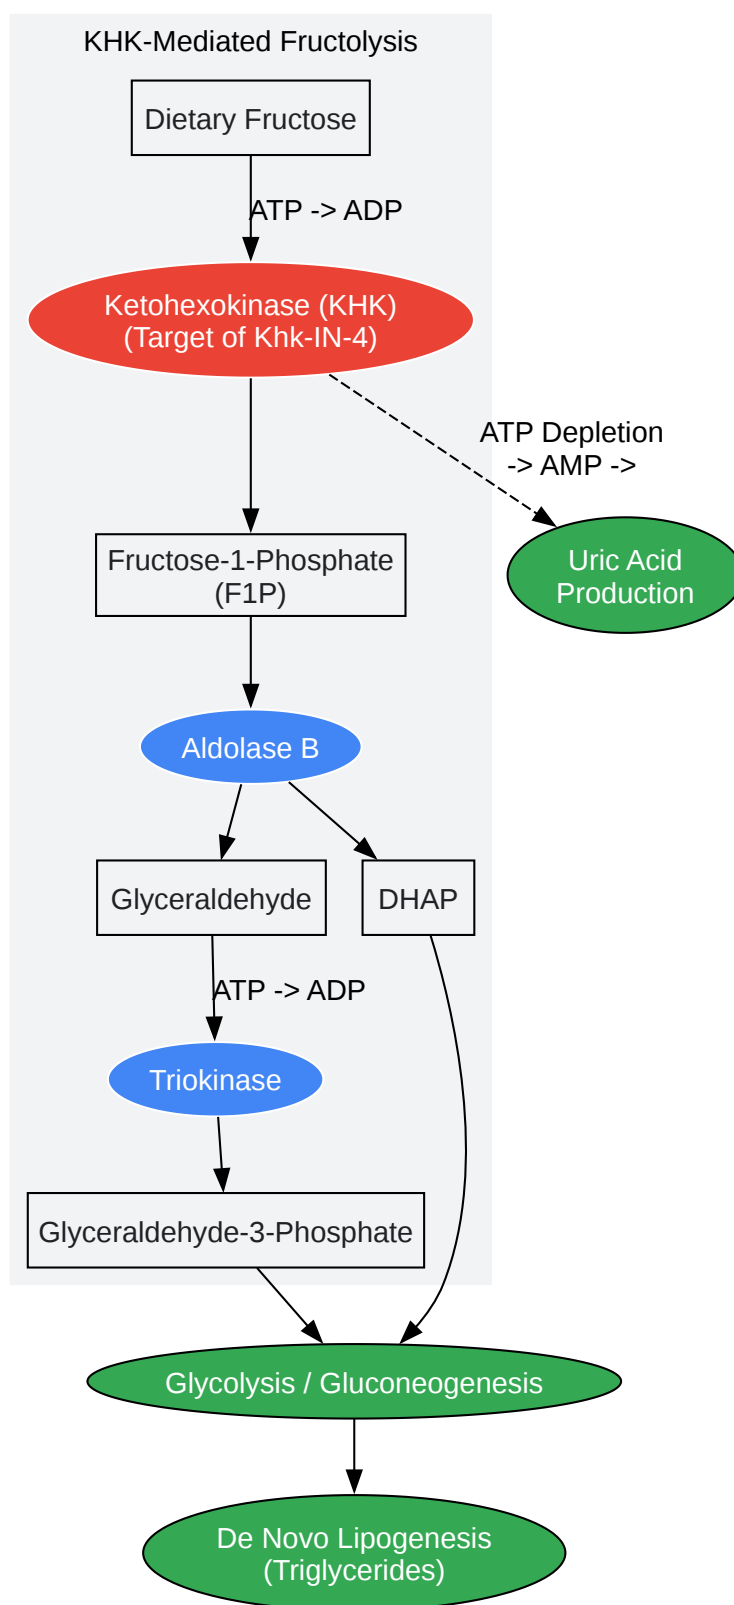 KHK-Mediated Fructolysis
Dietary Fructose
ATP -> ADP
Ketohexokinase (KHK)
(Target of Khk-IN-4)
ATP Depletion
-> AMP ->
Fructose-1-Phosphate
(F1P)
Uric Acid
Production
Aldolase B
Glyceraldehyde
DHAP
ATP -> ADP
Triokinase
Glyceraldehyde-3-Phosphate
Glycolysis / Gluconeogenesis
De Novo Lipogenesis
(Triglycerides)